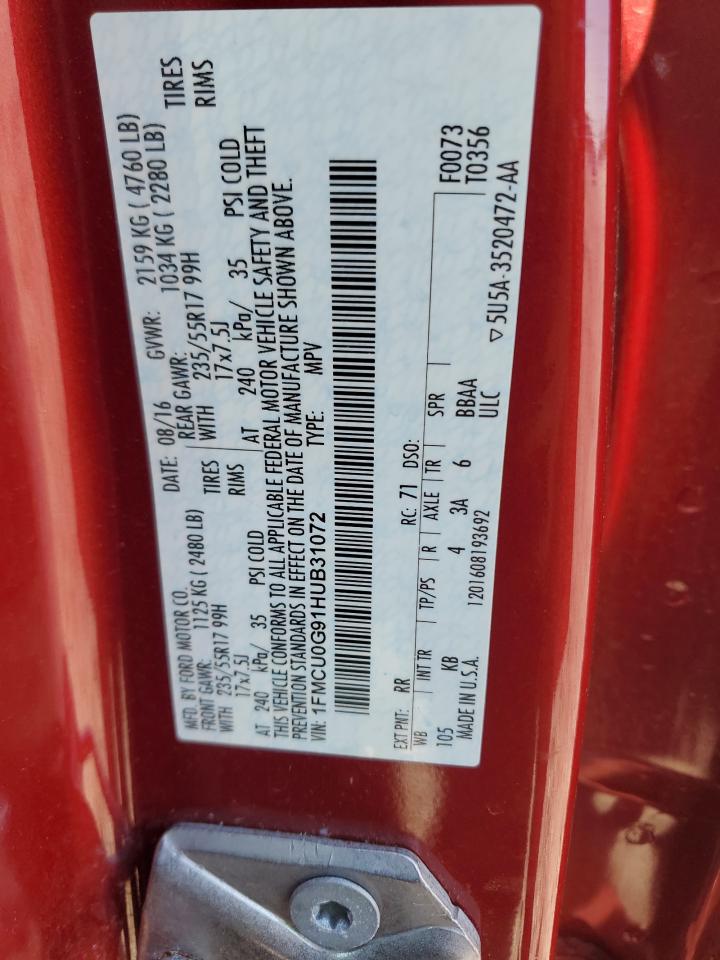 MFD. BY FORD MOTOR CO.
DATE: 08/16 GVWR: 2159 KG ( 4760 LB)
FRONT GAWR: 1125 KG ( 2480 LB) REAR GAWR: 1034 KG ( 2280 LB)
WITH 235/55R17 99H TIRES WITH 235/55R17 99H TIRES
17x7.5J RIMS 17x7.5J RIMS
AT 240 kPa/ 35 PSI COLD AT 240 kPa/ 35 PSI COLD
THIS VEHICLE CONFORMS TO ALL APPLICABLE FEDERAL MOTOR VEHICLE SAFETY AND THEFT
PREVENTION STANDARDS IN EFFECT ON THE DATE OF MANUFACTURE SHOWN ABOVE.
VIN: 1FMCU0G91HUB31072 TYPE: MPV
EXT PNT: RR RC: 71 DSO:
WB INT TR TP/PS R AXLE TR SPR F0073
105 KB 4 3A 6 BBAA T0356
MADE IN U.S.A. 1201608193692 ULC
▽ 5U5A-3520472-AA